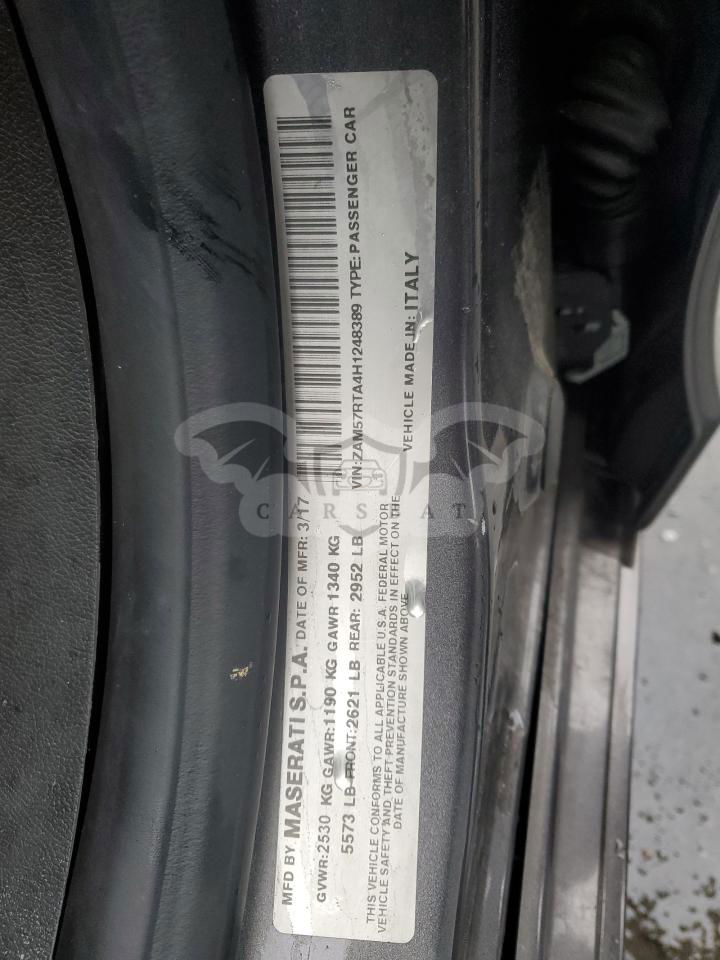 MFD BY MASERATI S.P.A. DATE OF MFR: 3/17
GVWR:2530 KG GAWR:1190 KG GAWR 1340 KG
5573 LB FRONT:2621 LB REAR: 2952 LB
VIN:ZAM57RTA4H1248389 TYPE:PASSENGER CAR
THIS VEHICLE CONFORMS TO ALL APPLICABLE U.S.A. FEDERAL MOTOR
VEHICLE SAFETY AND THEFT PREVENTION STANDARDS IN EFFECT ON THE
DATE OF MANUFACTURE SHOWN ABOVE
VEHICLE MADE IN: ITALY